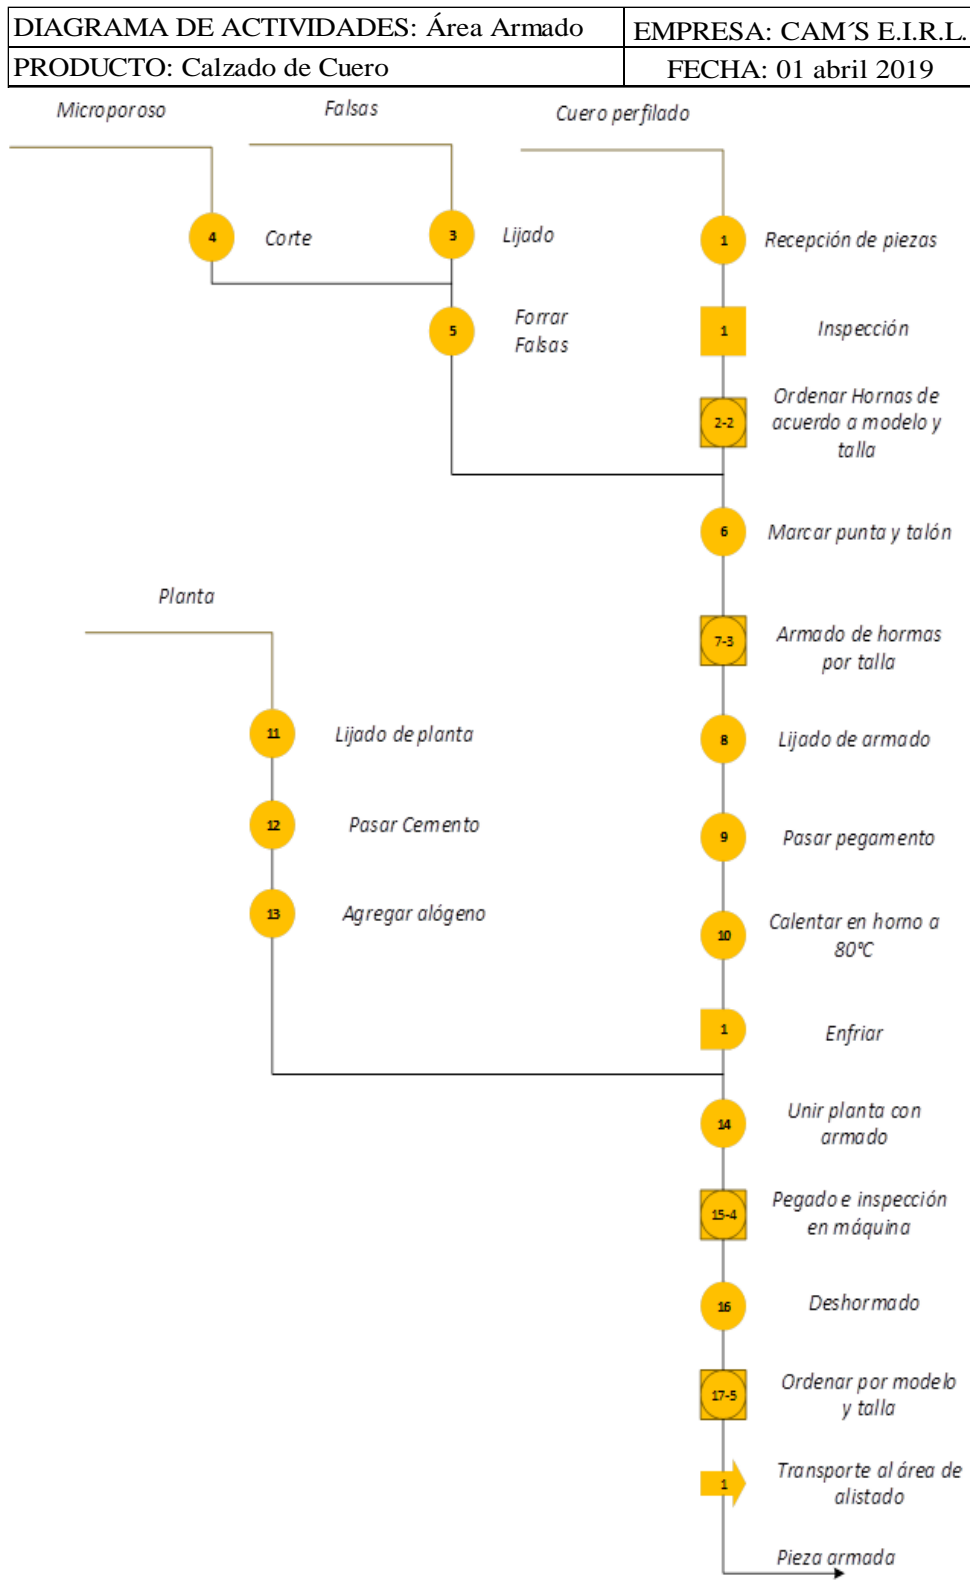 DIAGRAMA DE ACTIVIDADES: Área Armado
EMPRESA: CAM´S E.I.R.L.
PRODUCTO: Calzado de Cuero
FECHA: 01 abril 2019
Microporoso
Falsas
Cuero perfilado
4
Corte
3
Lijado
1
Recepción de piezas
5
Forrar
Falsas
1
Inspección
2-2
Ordenar Hornas de
acuerdo a modelo y
talla
6
Marcar punta y talón
Planta
7-3
Armado de hormas
por talla
11
Lijado de planta
8
Lijado de armado
12
Pasar Cemento
9
Pasar pegamento
13
Agregar alógeno
10
Calentar en horno a
80°C
1
Enfriar
14
Unir planta con
armado
15-4
Pegado e inspección
en máquina
16
Deshormado
17-5
Ordenar por modelo
y talla
1
Transporte al área de
alistado
Pieza armada